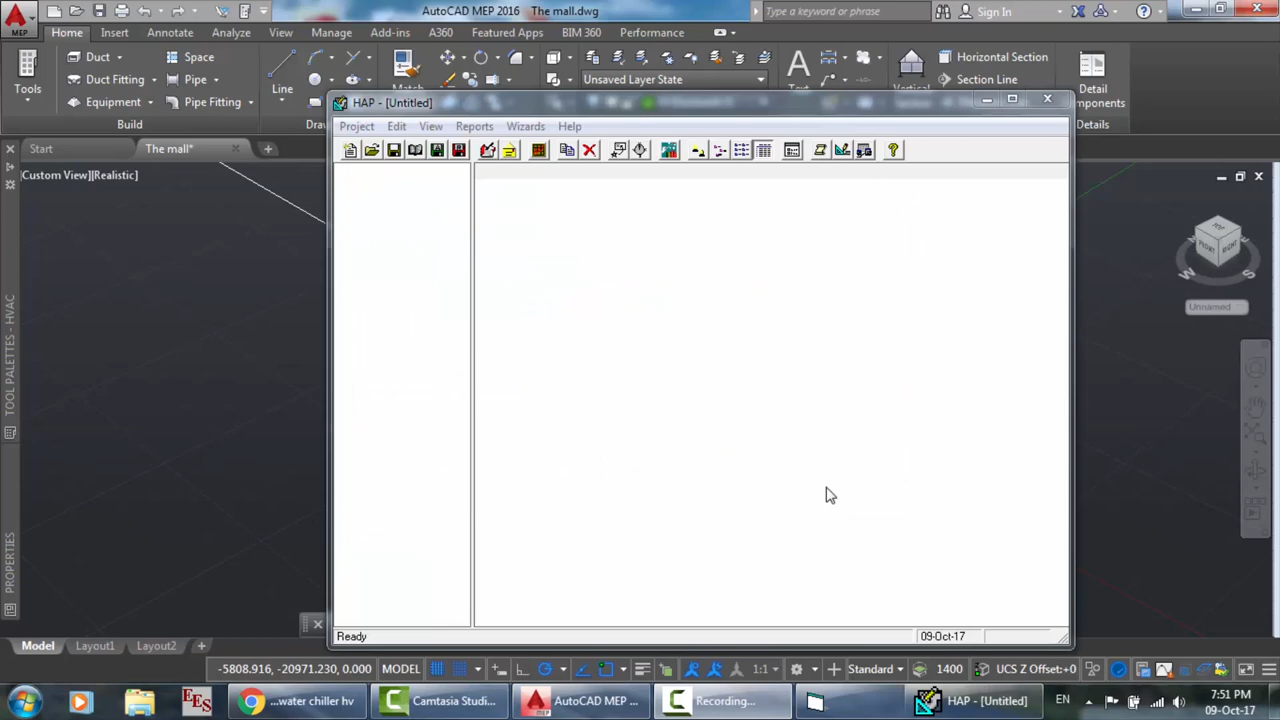 AutoCAD MEP 2016 The mall.dwg
Type a keyword or phrase
Sign In
MEP
Home Insert Annotate Analyze View Manage Add-ins A360 Featured Apps BIM 360 Performance
Tools
Duct
Duct Fitting
Equipment
Space
Pipe
Pipe Fitting
Build
Line
Match
Unsaved Layer State
Horizontal Section
Section Line
Detail
Details
Start
The mall*
Custom View][Realistic]
HAP - [Untitled]
Project Edit View Reports Wizards Help
TOP
FRONT
RIGHT
W
S
Unnamed
TOOL PALETTES - HVAC
PROPERTIES
Ready
09-Oct-17
Model Layout1 Layout2
-5808.916, -20971.230, 0.000 MODEL
1:1
Standard
1400
UCS Z Offset:+0
...water chiller hv
Camtasia Studi...
AutoCAD MEP ...
Recording...
HAP - [Untitled]
EES
EN
7:51 PM
09-Oct-17